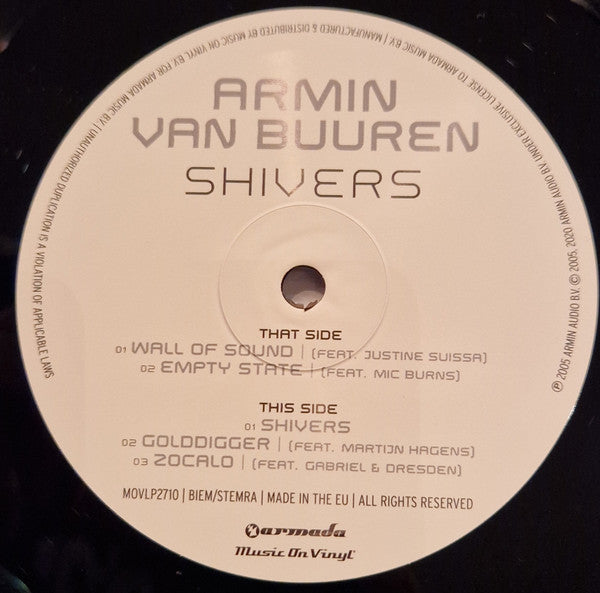 ARMIN
VAN BUUREN
SHIVERS
THAT SIDE
01 WALL OF SOUND | (FEAT. JUSTINE SUISSA)
02 EMPTY STATE | (FEAT. MIC BURNS)
THIS SIDE
01 SHIVERS
02 GOLDDIGGER | (FEAT. MARTIJN HAGENS)
03 ZOCALO | (FEAT. GABRIEL & DRESDEN)
MOVLP2710 | BIEM/STEMRA | MADE IN THE EU | ALL RIGHTS RESERVED
armada
Music On Vinyl
℗ 2005 ARMIN AUDIO B.V. © 2005, 2020 ARMIN AUDIO B.V. UNDER EXCLUSIVE LICENSE TO ARMADA MUSIC B.V. | MANUFACTURED & DISTRIBUTED BY MUSIC ON VINYL B.V. FOR ARMADA MUSIC B.V. | UNAUTHORIZED DUPLICATION IS A VIOLATION OF APPLICABLE LAWS